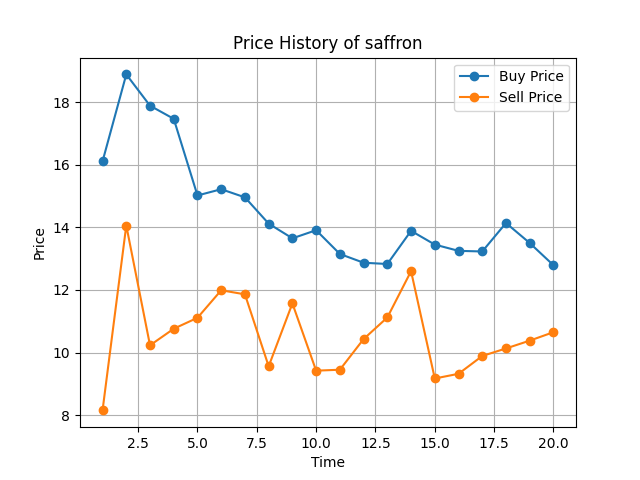 Price History of saffron
Buy Price
Sell Price
18
16
14
12
10
8
Price
2.5 5.0 7.5 10.0 12.5 15.0 17.5 20.0
Time